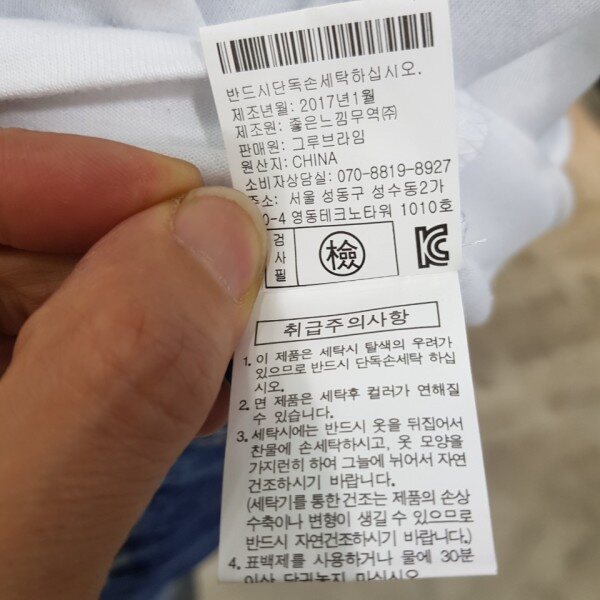 반드시단독손세탁하십시오.
제조년월: 2017년1월
제조원: 좋은느낌무역㈜
판매원: 그루브라임
원산지: CHINA
소비자상담실: 070-8819-8927
주소: 서울 성동구 성수동2가
0-4 영동테크노타워 1010호
검사필
檢
취급주의사항
1. 이 제품은 세탁시 탈색의 우려가
있으므로 반드시 단독손세탁 하십
시오.
2. 면 제품은 세탁후 컬러가 연해질
수 있습니다.
3. 세탁시에는 반드시 옷을 뒤집어서
찬물에 손세탁하시고, 옷 모양을
가지런히 하여 그늘에 뉘어서 자연
건조하시기 바랍니다.
(세탁기를 통한건조는 제품의 손상
수축이나 변형이 생길 수 있으므로
반드시 자연건조하시기 바랍니다.)
4. 표백제를 사용하거나 물에 30분
이상 담궈놓지 마십시오